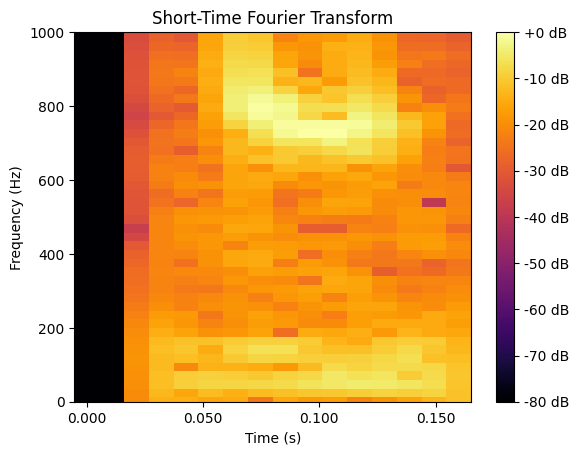 Short-Time Fourier Transform
1000
800
600
400
200
0
Frequency (Hz)
0.000
0.050
0.100
0.150
Time (s)
+0 dB
-10 dB
-20 dB
-30 dB
-40 dB
-50 dB
-60 dB
-70 dB
-80 dB